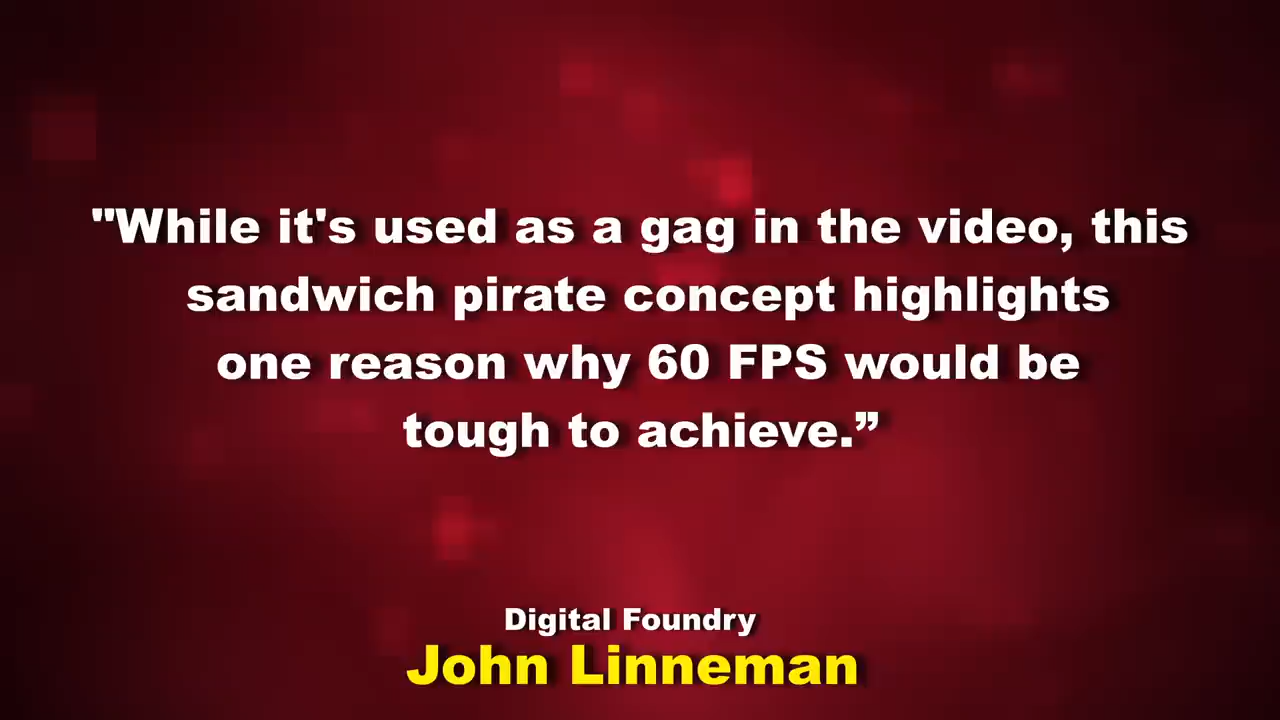 "While it's used as a gag in the video, this
sandwich pirate concept highlights
one reason why 60 FPS would be
tough to achieve.”
Digital Foundry
John Linneman